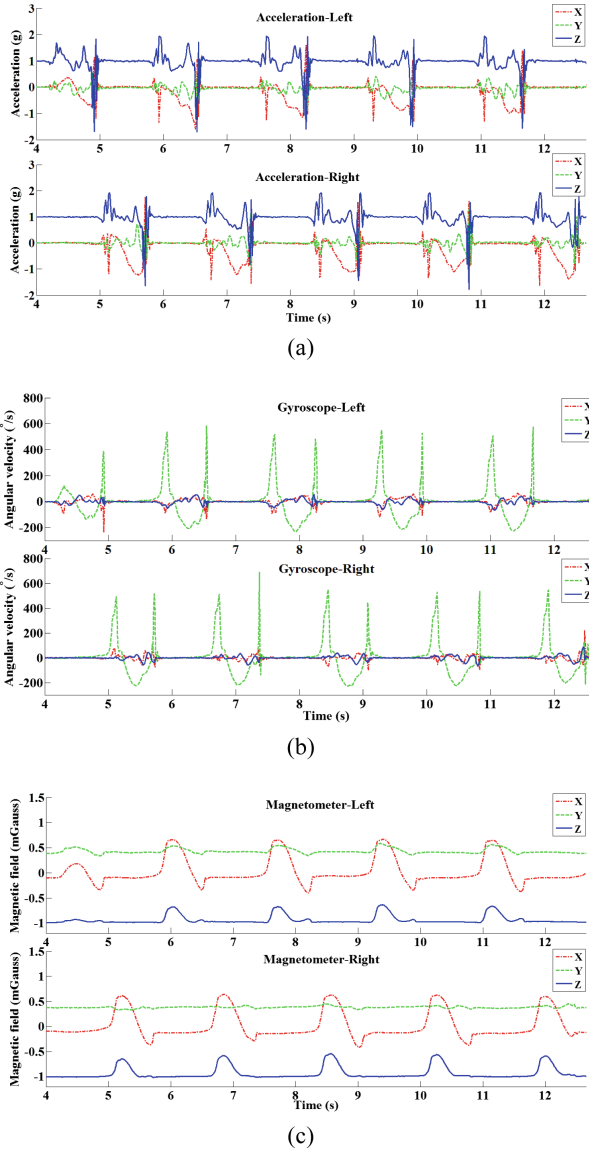 Acceleration-Left
X
Y
Z
Acceleration (g)
3
2
1
0
-1
-2
4 5 6 7 8 9 10 11 12
Acceleration-Right
X
Y
Z
Acceleration (g)
3
2
1
0
-1
-2
4 5 6 7 8 9 10 11 12
Time (s)
(a)
Gyroscope-Left
X
Y
Z
Angular velocity (°/s)
800
600
400
200
0
-200
4 5 6 7 8 9 10 11 12
Gyroscope-Right
X
Y
Z
Angular velocity (°/s)
800
600
400
200
0
-200
4 5 6 7 8 9 10 11 12
Time (s)
(b)
Magnetometer-Left
X
Y
Z
Magnetic field (mGauss)
1.5
1
0.5
0
-0.5
-1
4 5 6 7 8 9 10 11 12
Magnetometer-Right
X
Y
Z
Magnetic field (mGauss)
1.5
1
0.5
0
-0.5
-1
4 5 6 7 8 9 10 11 12
Time (s)
(c)